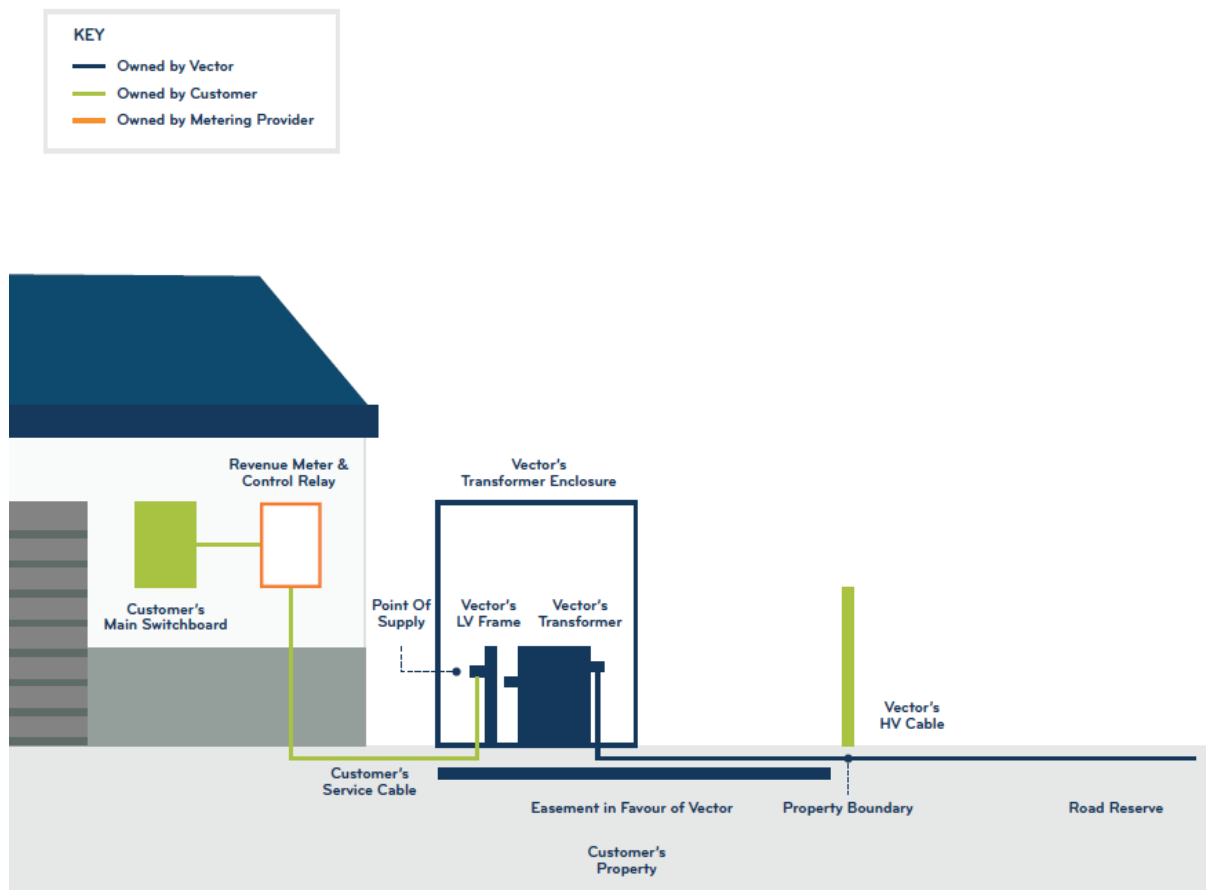 KEY
Owned by Vector
Owned by Customer
Owned by Metering Provider
Revenue Meter &
Control Relay
Vector's
Transformer Enclosure
Customer's
Main Switchboard
Point Of
Supply
Vector's
LV Frame
Vector's
Transformer
Vector's
HV Cable
Customer's
Service Cable
Easement in Favour of Vector
Property Boundary
Road Reserve
Customer's
Property